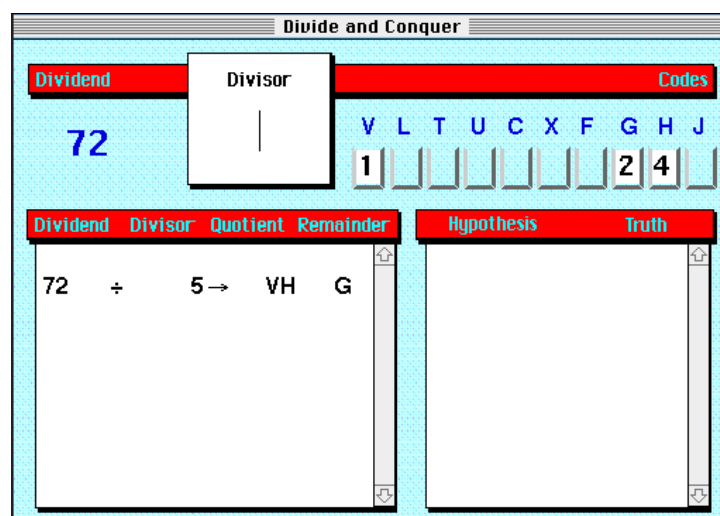 Divide and Conquer
Dividend Divisor Codes
72
V L T U C X F G H J
1 2 4
Dividend Divisor Quotient Remainder
Hypothesis Truth
72 ÷ 5→ VH G